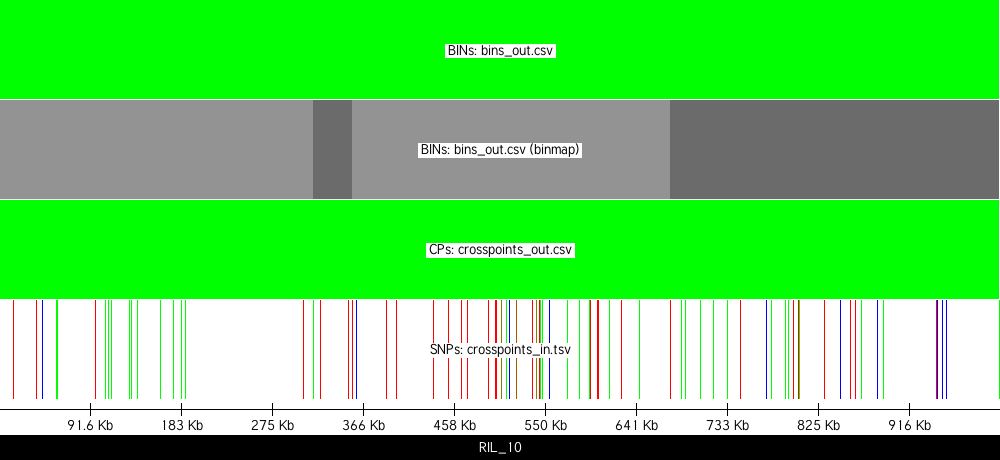 BINs: bins_out.csv
BINs: bins_out.csv (binmap)
CPs: crosspoints_out.csv
SNPs: crosspoints_in.tsv
91.6 Kb 183 Kb 275 Kb 366 Kb 458 Kb 550 Kb 641 Kb 733 Kb 825 Kb 916 Kb
RIL_10